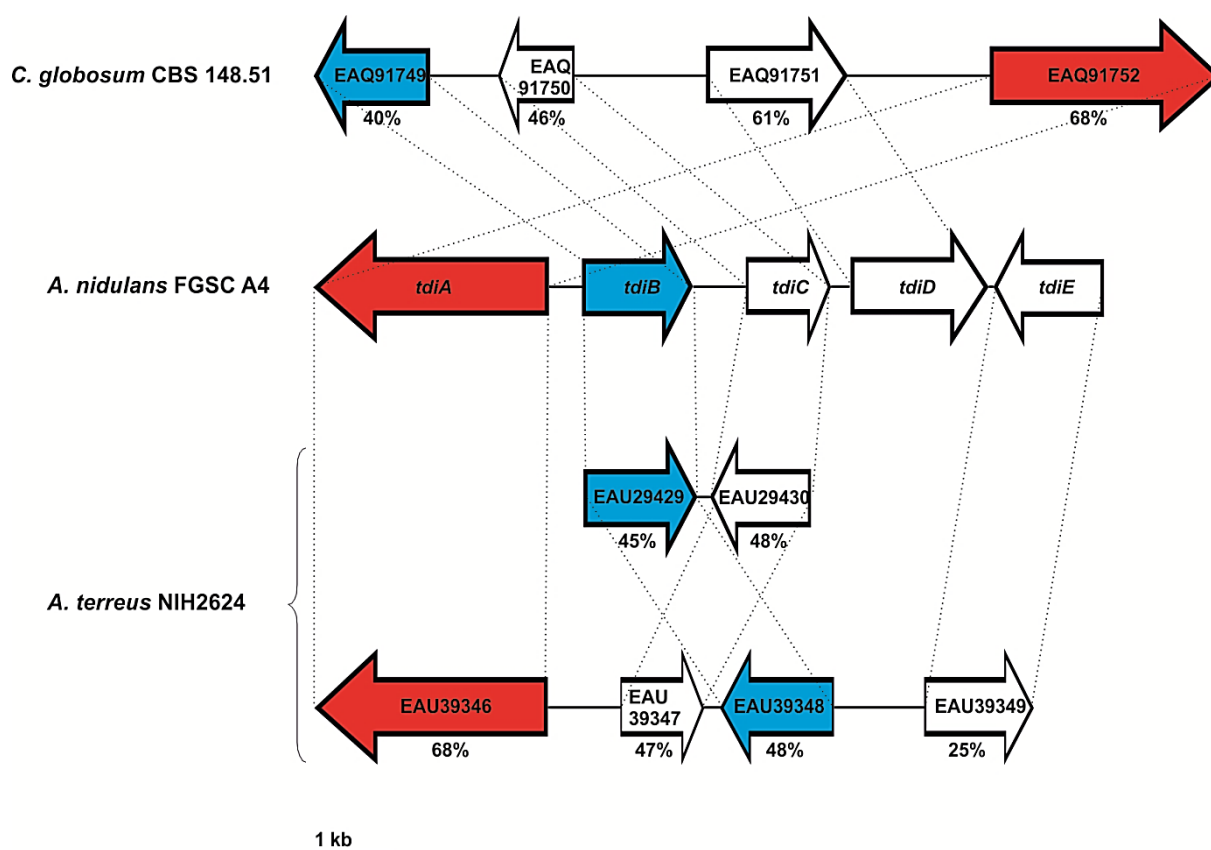 C. globosum CBS 148.51
EAQ91749
EAQ
91750
EAQ91751
EAQ91752
40%
46%
61%
68%
A. nidulans FGSC A4
tdiA
tdiB
tdiC
tdiD
tdiE
EAU29429
EAU29430
45%
48%
A. terreus NIH2624
EAU39346
EAU
39347
EAU39348
EAU39349
68%
47%
48%
25%
1 kb